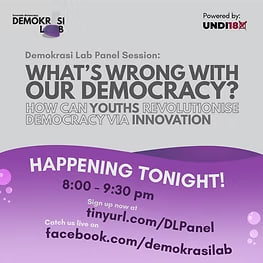 DEMOKRASI
LAB
Powered by:
UNDI18
Demokrasi Lab Panel Session:
WHAT'S WRONG WITH
OUR DEMOCRACY?
HOW CAN YOUTHS REVOLUTIONISE
DEMOCRACY VIA INNOVATION
HAPPENING TONIGHT!
8:00 - 9:30 pm
Sign up now at
tinyurl.com/DLPanel
Catch us live on
facebook.com/demokrasilab